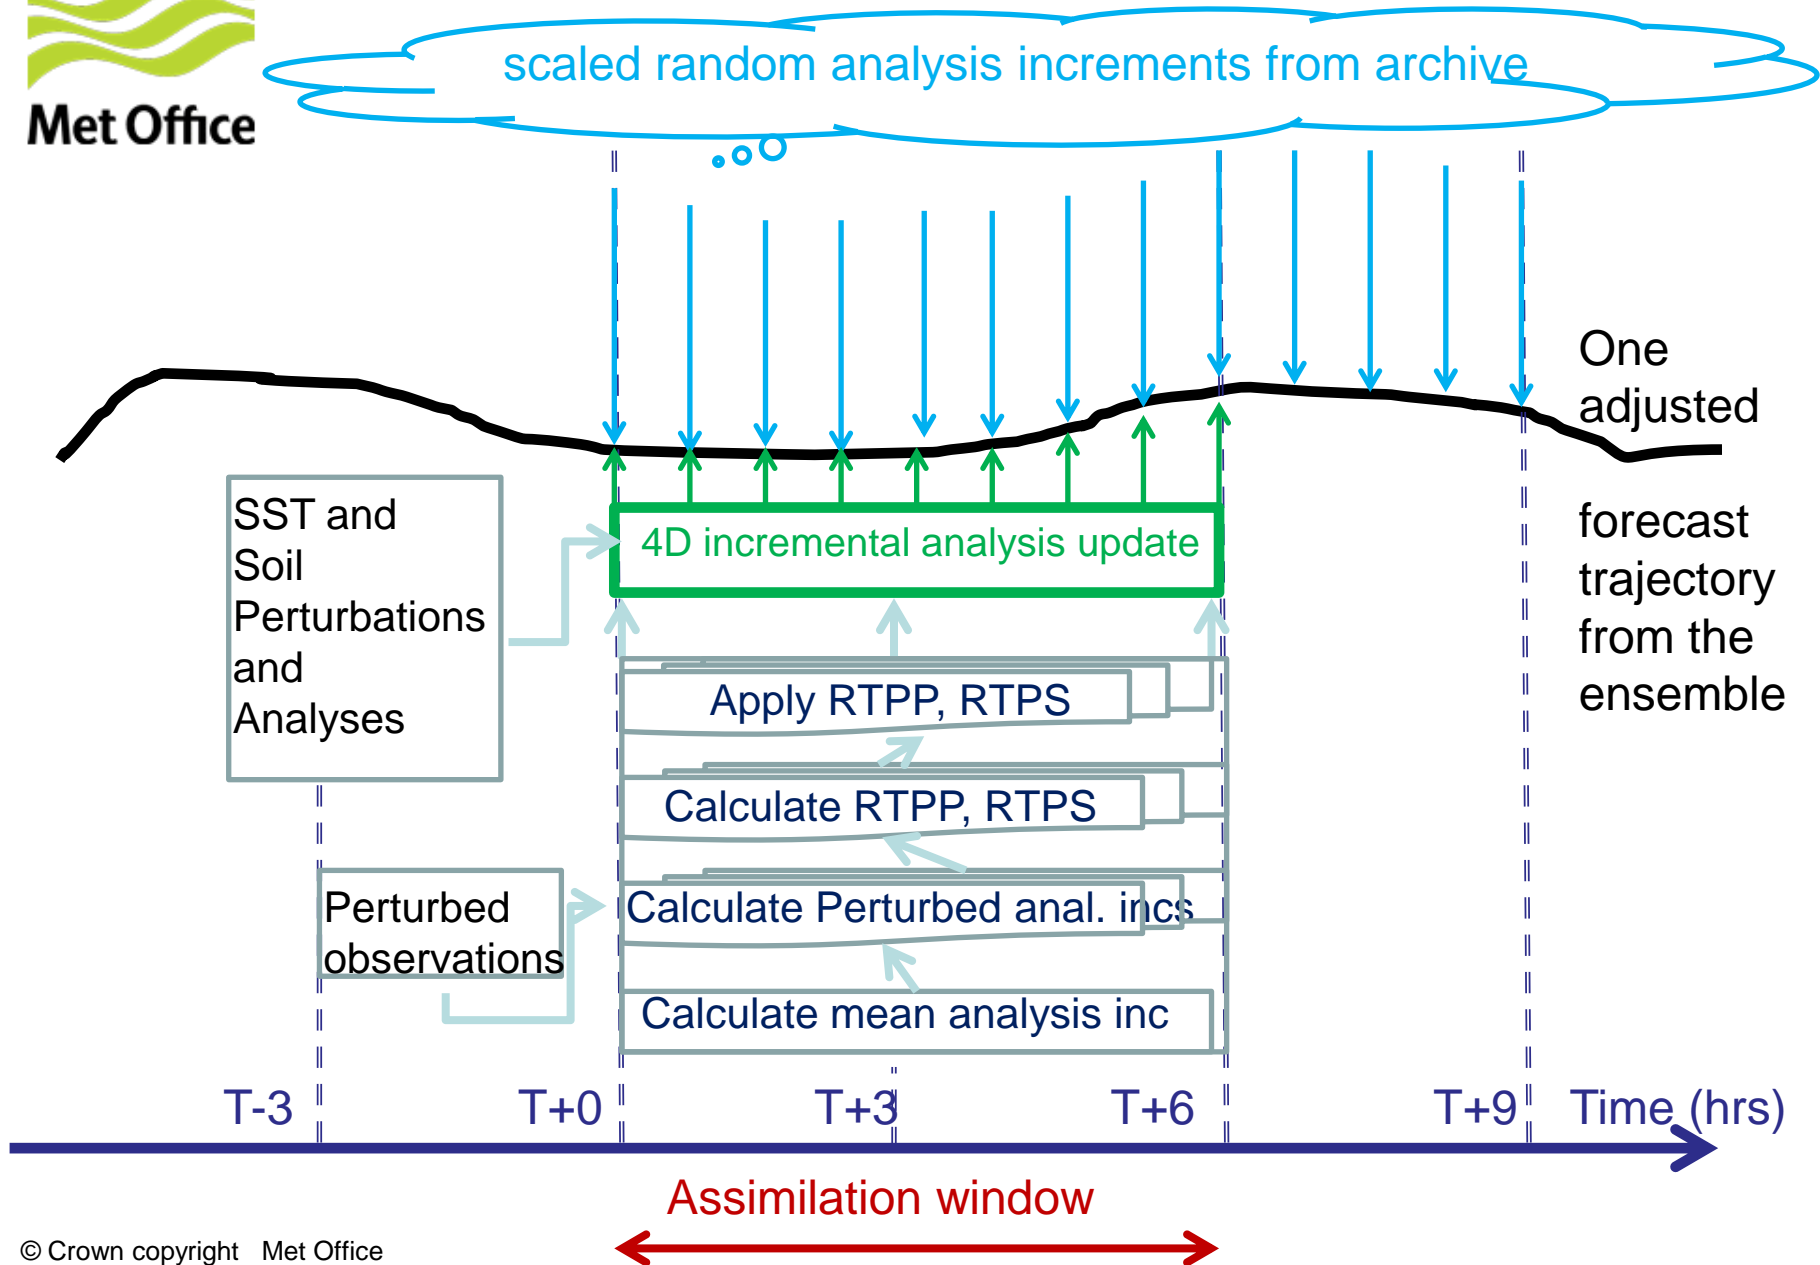 Met Office
scaled random analysis increments from archive
One
adjusted
forecast
trajectory
from the
ensemble
SST and
Soil
Perturbations
and
Analyses
4D incremental analysis update
Apply RTPP, RTPS
Calculate RTPP, RTPS
Perturbed
observations
Calculate Perturbed anal. incs
Calculate mean analysis inc
T-3
T+0
T+3
T+6
T+9
Time (hrs)
Assimilation window
© Crown copyright Met Office